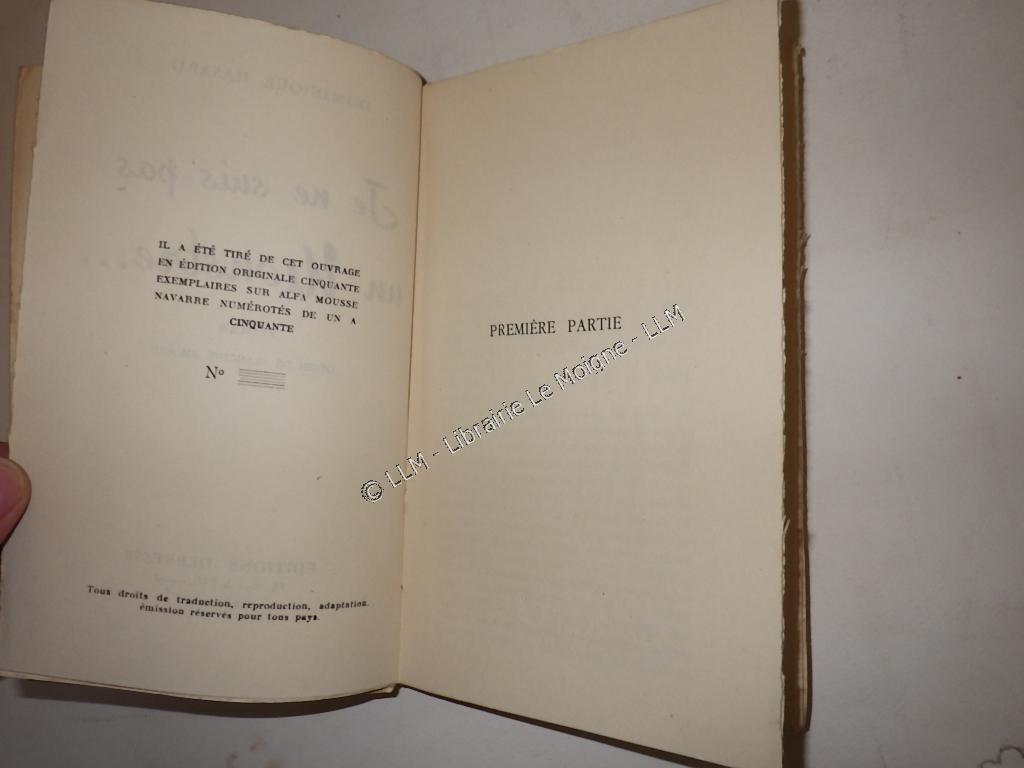 IL A ÉTÉ TIRÉ DE CET OUVRAGE
EN ÉDITION ORIGINALE CINQUANTE
EXEMPLAIRES SUR ALFA MOUSSE
NAVARRE NUMÉROTÉS DE UN A
CINQUANTE
No
Tous droits de traduction, reproduction, adaptation.
émission réservés pour tous pays.
PREMIÈRE PARTIE
© LLM - Librairie Le Moigne - LLM